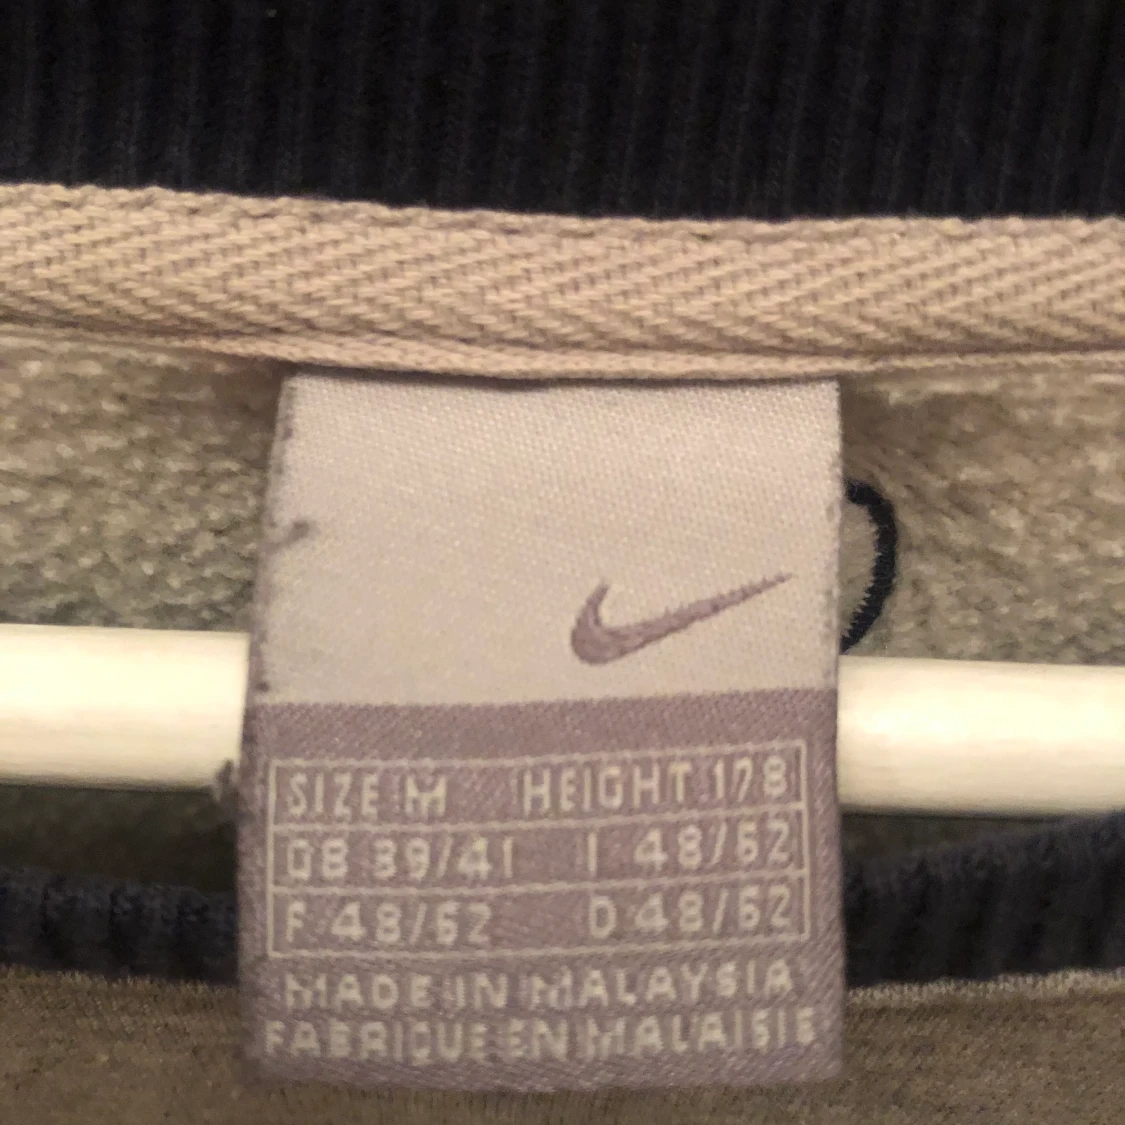 SIZE M HEIGHT 178
GB 39/41 I 48/52
F 48/52 D 48/52
MADE IN MALAYSIA
FABRIQUE EN MALAISIE